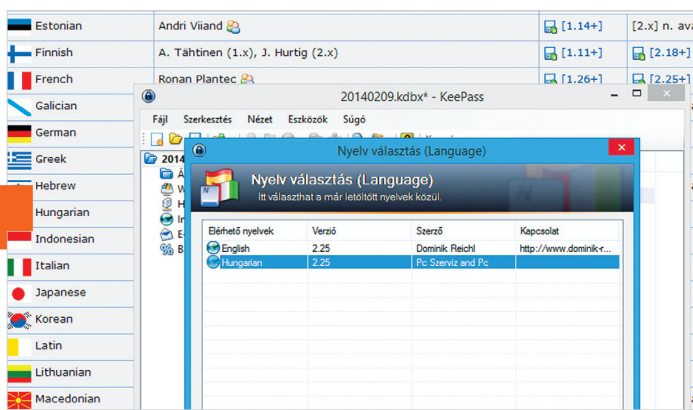 Estonian Andri Viiand [1.14+] [2.x] n. ava
Finnish A. Tähtinen (1.x), J. Hurtig (2.x) [1.11+] [2.18+]
French Ronan Plantec [1.26+] [2.25+]
Galician
German
Greek
Hebrew
Hungarian
Indonesian
Italian
Japanese
Korean
Latin
Lithuanian
Macedonian
20140209.kdbx* - KeePass
Fájl Szerkesztés Nézet Eszközök Súgó
2014
Nyelv választás (Language)
Nyelv választás (Language)
Itt választhat a már letöltött nyelvek közül.
Elérhető nyelvek Verzió Szerző Kapcsolat
English 2.25 Dominik Reichl http://www.dominik-r...
Hungarian 2.25 Pc Szerviz and Pc